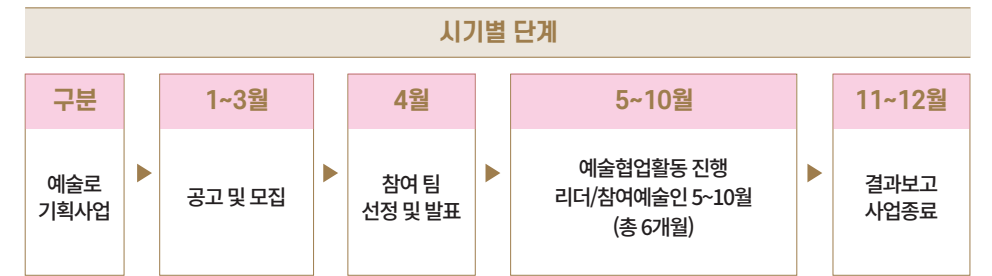 시기별 단계
구분
예술로
기획사업
1~3월
공고 및 모집
4월
참여 팀
선정 및 발표
5~10월
예술협업활동 진행
리더/참여예술인 5~10월
(총 6개월)
11~12월
결과보고
사업종료